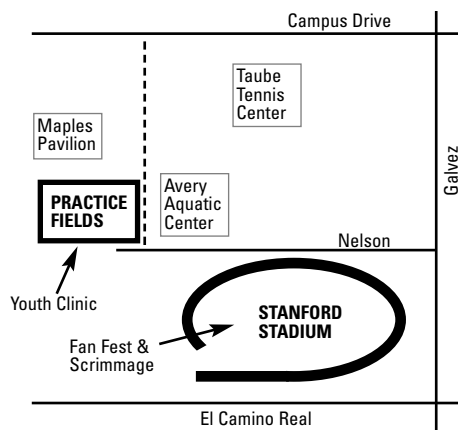 Campus Drive
Taube
Tennis
Center
Maples
Pavilion
Galvez
PRACTICE
FIELDS
Avery
Aquatic
Center
Nelson
Youth Clinic
STANFORD
STADIUM
Fan Fest &
Scrimmage
El Camino Real